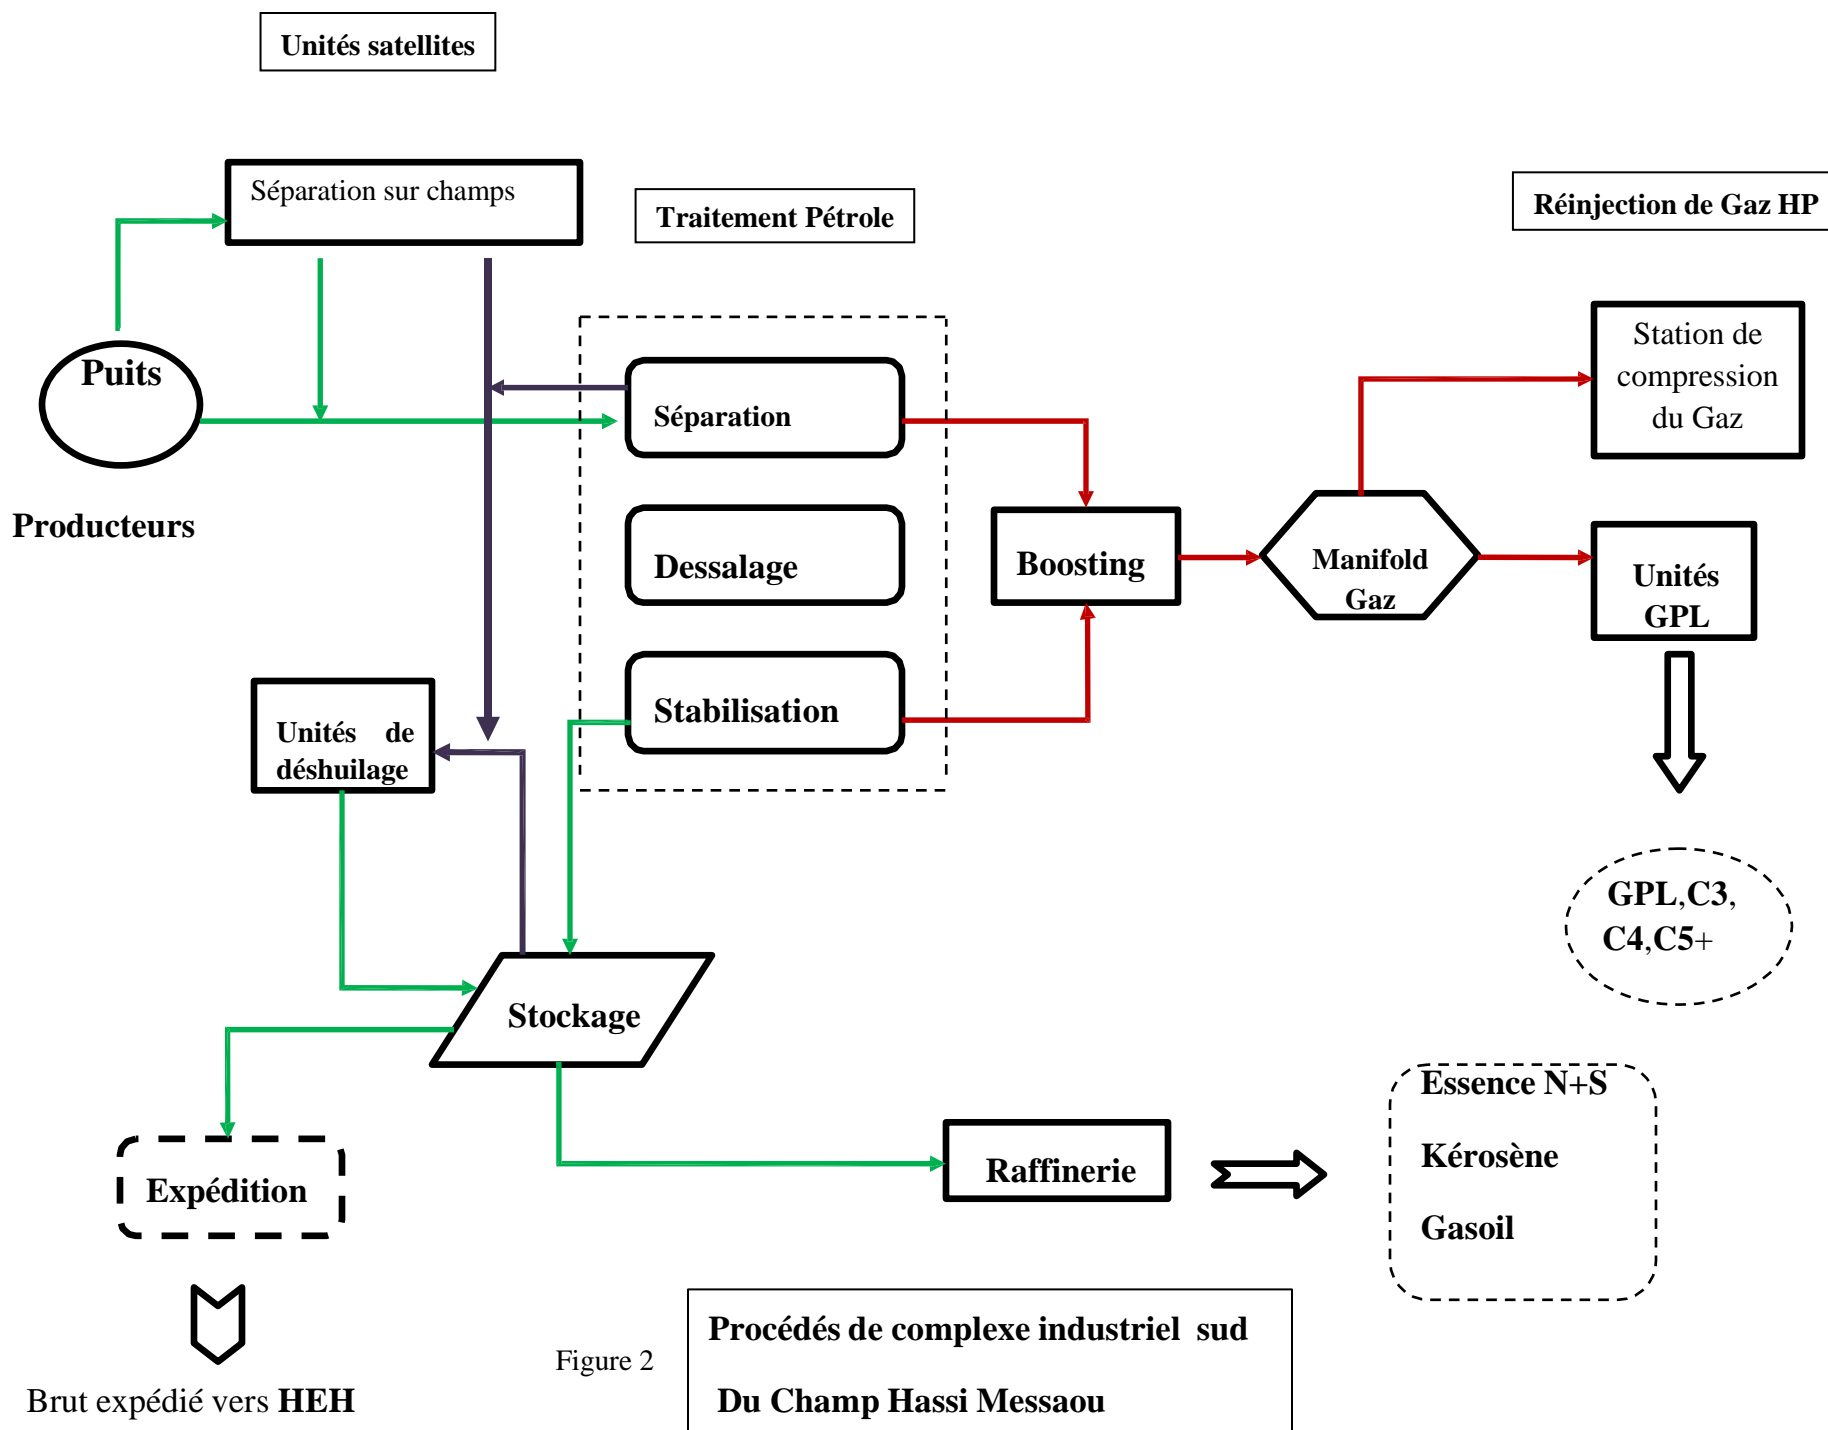 Unités satellites
Séparation sur champs
Traitement Pétrole
Réinjection de Gaz HP
Puits
Producteurs
Séparation
Dessalage
Stabilisation
Boosting
Manifold
Gaz
Station de
compression
du Gaz
Unités
GPL
GPL,C3,
C4,C5+
Unités de
déshuilage
Stockage
Expédition
Raffinerie
Essence N+S
Kérosène
Gasoil
Brut expédié vers HEH
Figure 2
Procédés de complexe industriel sud
Du Champ Hassi Messaou